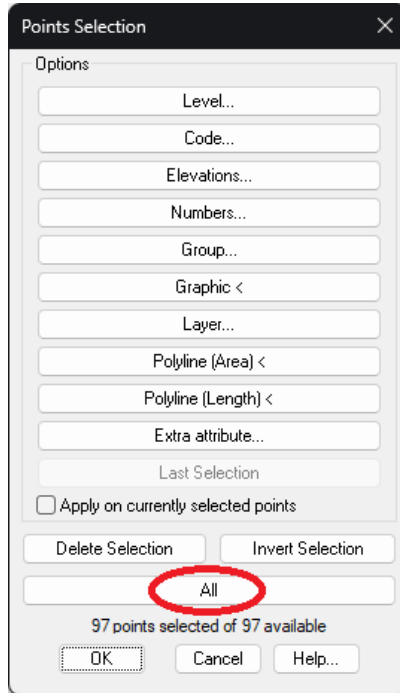 Points Selection
Options
Level...
Code...
Elevations...
Numbers...
Group...
Graphic <
Layer...
Polyline (Area) <
Polyline (Length) <
Extra attribute...
Last Selection
Apply on currently selected points
Delete Selection Invert Selection
All
97 points selected of 97 available
OK Cancel Help...